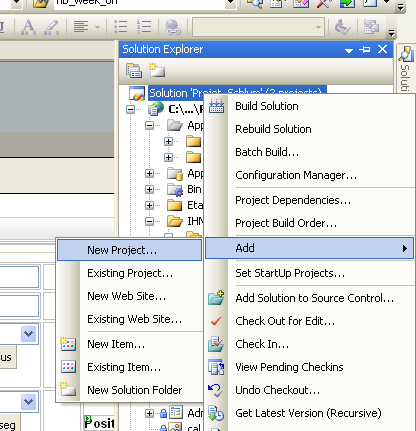 nb_week_on
Solution Explorer
Solution 'Projet_Schlum' (2 projects)
C:\...\
App
App
Bin
Eta
IHM
Build Solution
Rebuild Solution
Batch Build...
Configuration Manager...
Project Dependencies...
Project Build Order...
Add
Set StartUp Projects...
Add Solution to Source Control...
Check Out for Edit...
Check In...
View Pending Checkins
Undo Checkout...
Get Latest Version (Recursive)
New Project...
Existing Project...
New Web Site...
Existing Web Site...
New Item...
Existing Item...
New Solution Folder
us
seg
Posit
Adr
cal